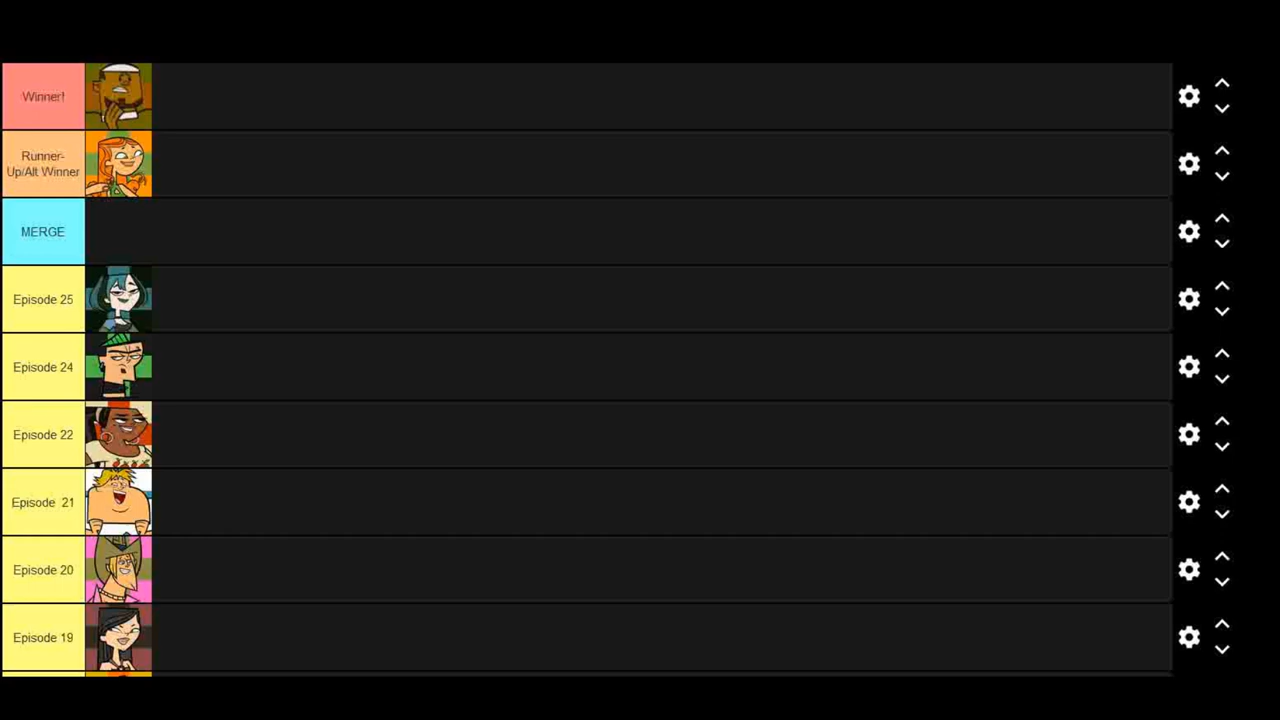 Winner!
Runner-
Up/Alt Winner
MERGE
Episode 25
Episode 24
Episode 22
Episode 21
Episode 20
Episode 19